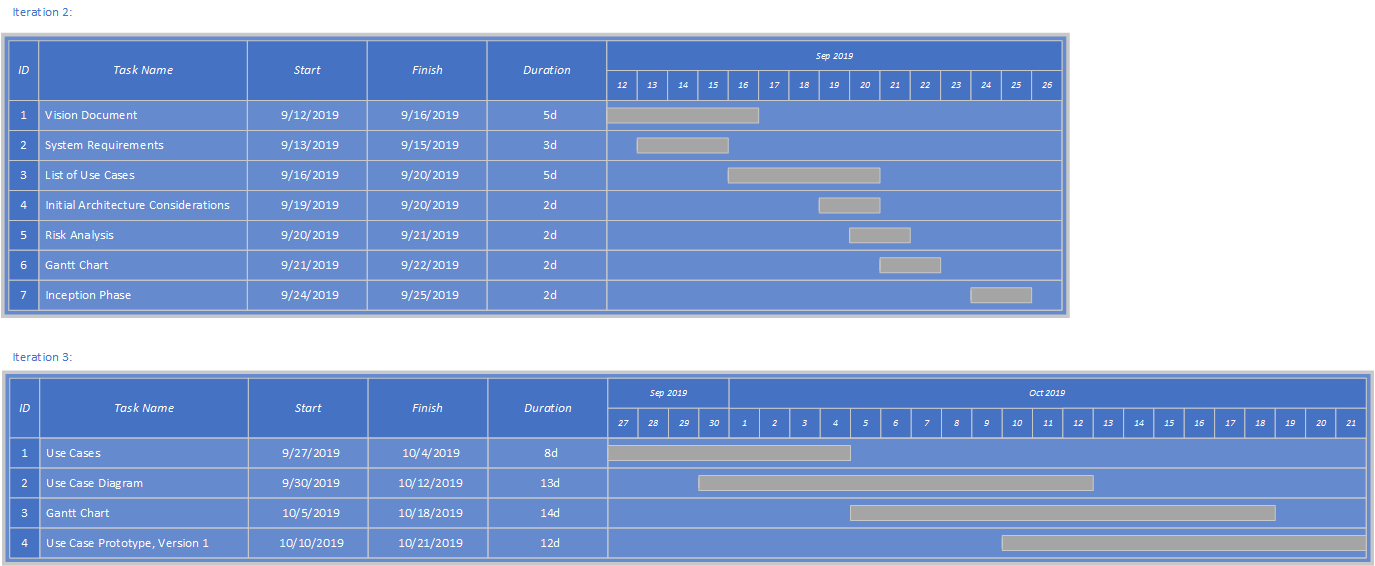 Iteration 2:
ID Task Name Start Finish Duration Sep 2019
12 13 14 15 16 17 18 19 20 21 22 23 24 25 26
1 Vision Document 9/12/2019 9/16/2019 5d
2 System Requirements 9/13/2019 9/15/2019 3d
3 List of Use Cases 9/16/2019 9/20/2019 5d
4 Initial Architecture Considerations 9/19/2019 9/20/2019 2d
5 Risk Analysis 9/20/2019 9/21/2019 2d
6 Gantt Chart 9/21/2019 9/22/2019 2d
7 Inception Phase 9/24/2019 9/25/2019 2d
Iteration 3:
ID Task Name Start Finish Duration Sep 2019 Oct 2019
27 28 29 30 1 2 3 4 5 6 7 8 9 10 11 12 13 14 15 16 17 18 19 20 21
1 Use Cases 9/27/2019 10/4/2019 8d
2 Use Case Diagram 9/30/2019 10/12/2019 13d
3 Gantt Chart 10/5/2019 10/18/2019 14d
4 Use Case Prototype, Version 1 10/10/2019 10/21/2019 12d